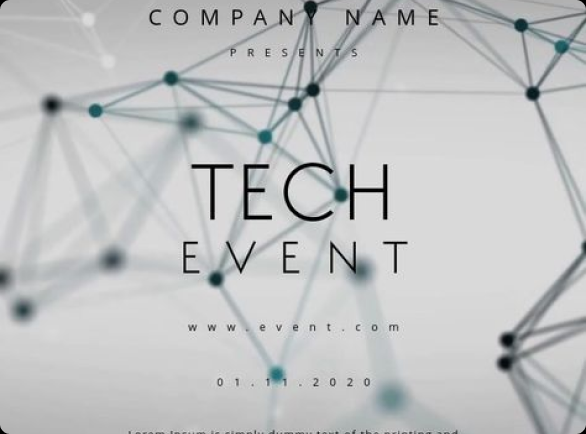 COMPANY NAME
PRESENTS
TECH
EVENT
www.event.com
01.11.2020
Lorem Ipsum is simply dummy text of the printing and